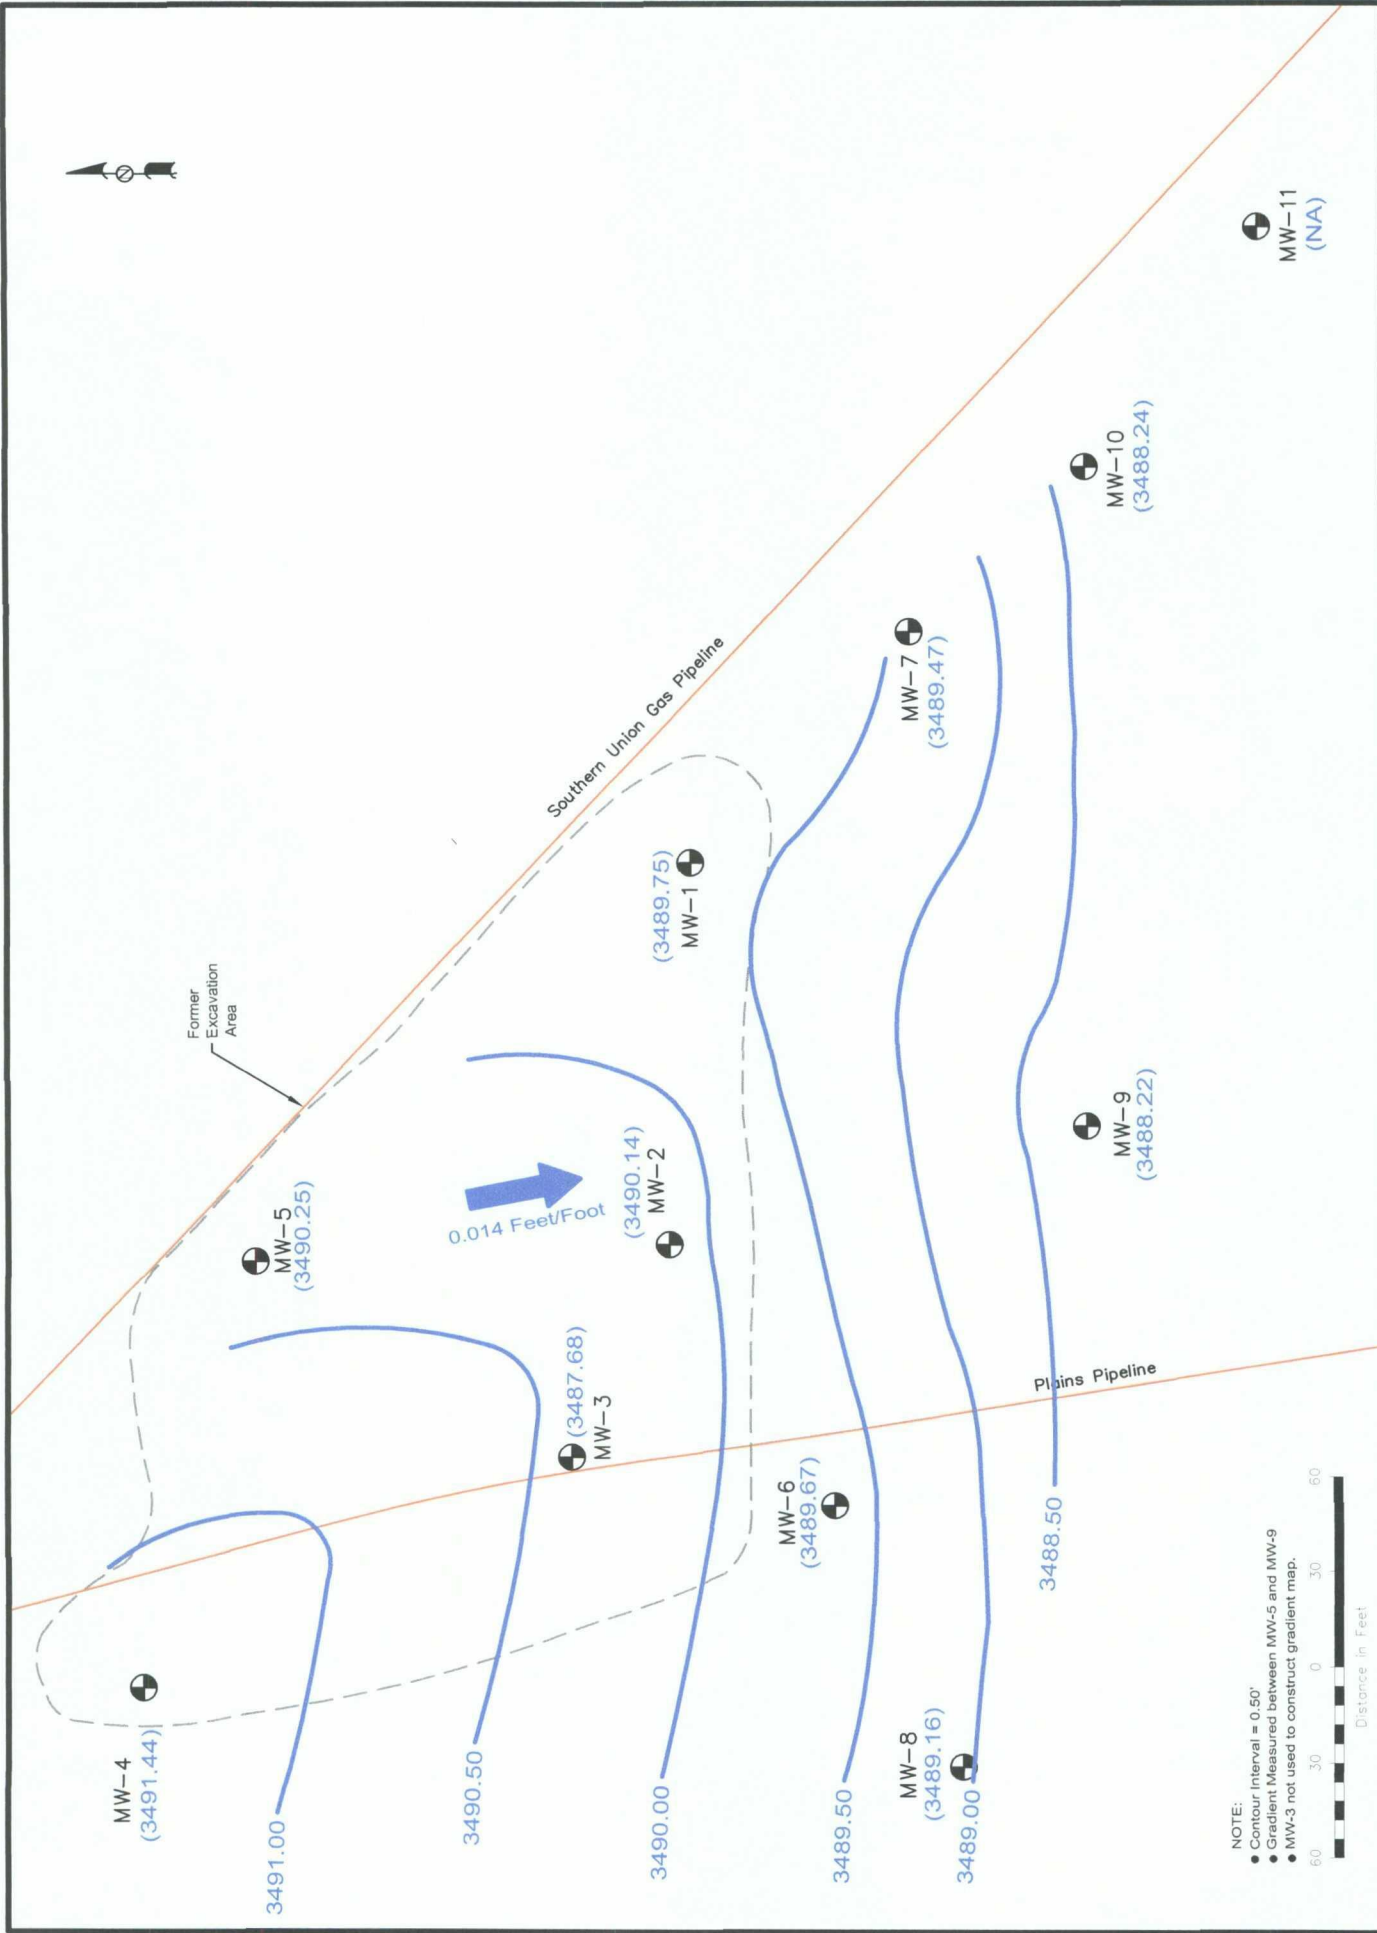 N
MW-4
(3491.44)
3491.00
3490.50
3490.00
3489.50
MW-8
(3489.16)
3489.00
3488.50
MW-6
(3489.67)
(3487.68)
MW-3
Plains Pipeline
MW-5
(3490.25)
0.014 Feet/Foot
(3490.14)
MW-2
MW-9
(3488.22)
Former
Excavation
Area
(3489.75)
MW-1
Southern Union Gas Pipeline
MW-7
(3489.47)
MW-10
(3488.24)
MW-11
(NA)
NOTE:
• Contour Interval = 0.50'
• Gradient Measured between MW-5 and MW-9
• MW-3 not used to construct gradient map.
60 30 0 30 60
Distance in Feet